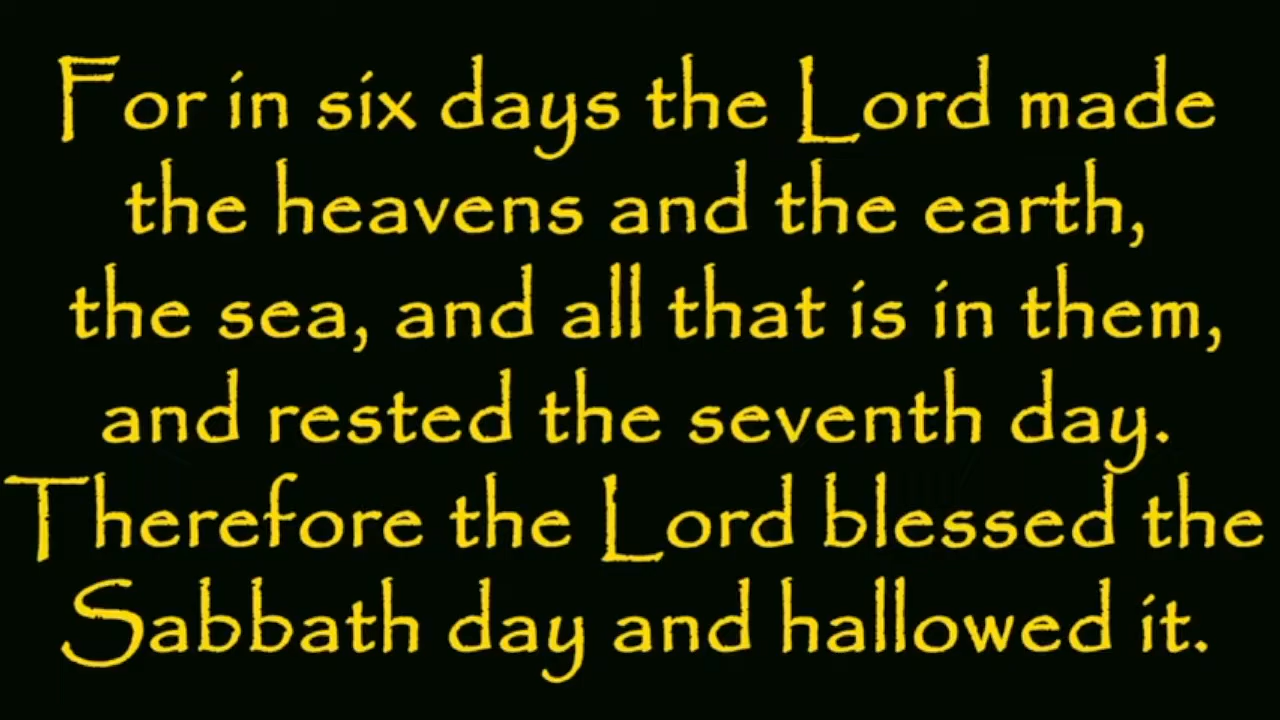 For in six days the Lord made
the heavens and the earth,
the sea, and all that is in them,
and rested the seventh day.
Therefore the Lord blessed the
Sabbath day and hallowed it.